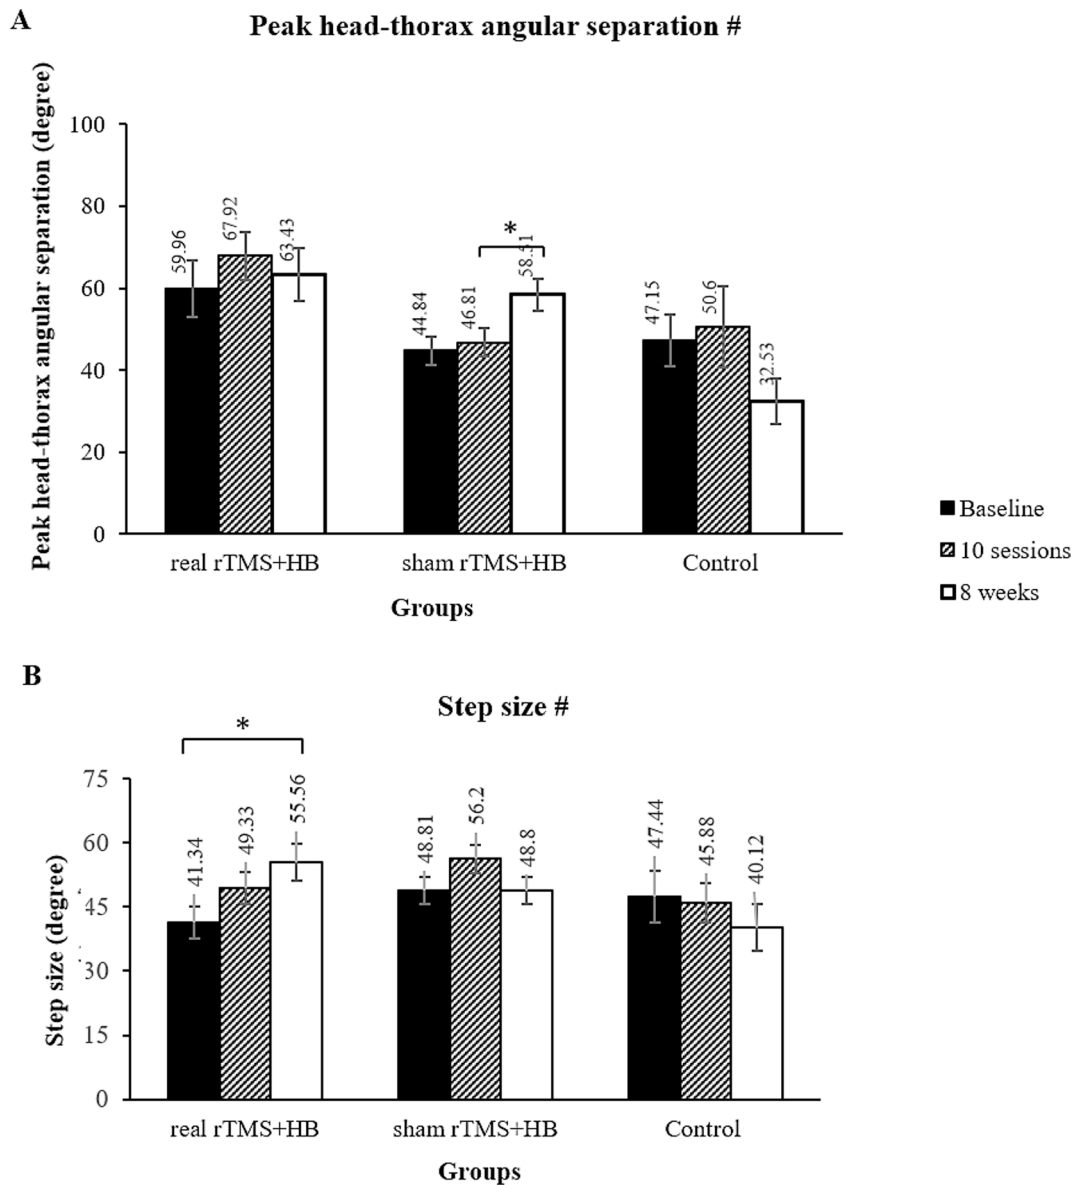 A
Peak head-thorax angular separation #
Peak head-thorax angular separation (degree)
100
80
60
40
20
0
59.96
67.92
63.43
44.84
46.81
*
58.51
47.15
50.6
32.53
real rTMS+HB
sham rTMS+HB
Control
Groups
Baseline
10 sessions
8 weeks
B
Step size #
Step size (degree)
75
60
45
30
15
0
*
41.34
49.33
55.56
48.81
56.2
48.8
47.44
45.88
40.12
real rTMS+HB
sham rTMS+HB
Control
Groups